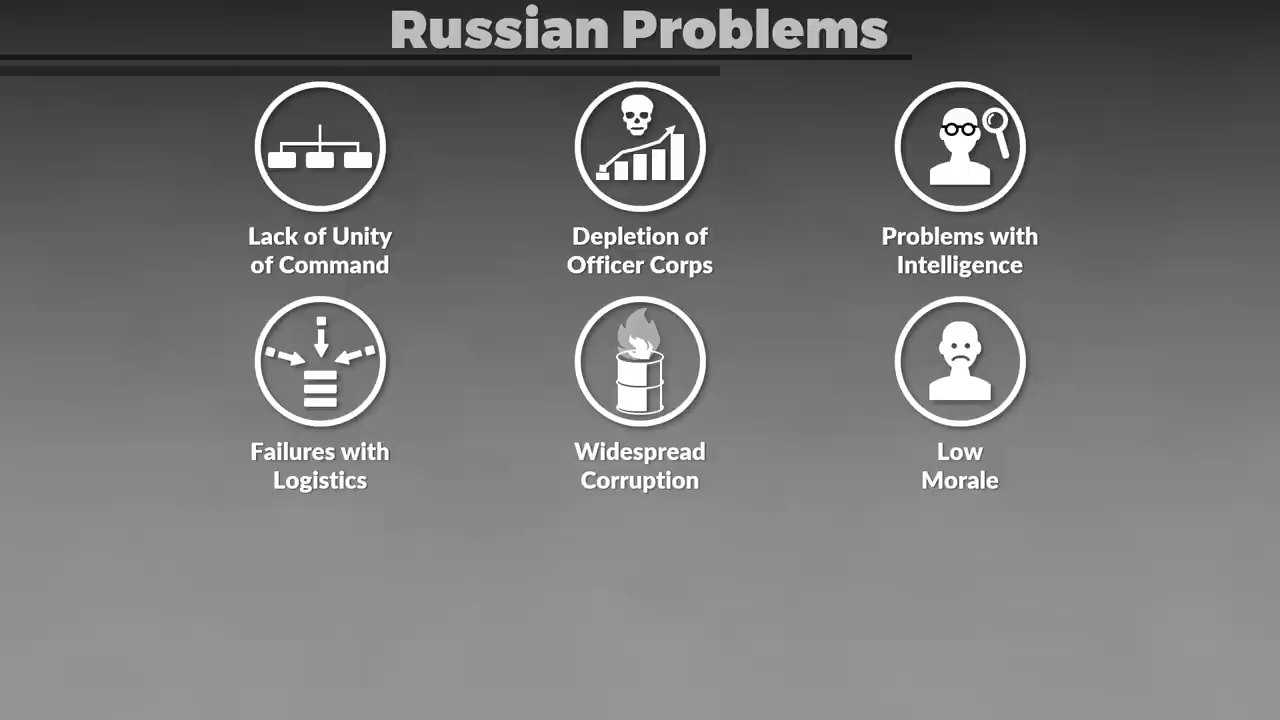 Russian Problems
Lack of Unity
of Command
Depletion of
Officer Corps
Problems with
Intelligence
Failures with
Logistics
Widespread
Corruption
Low
Morale